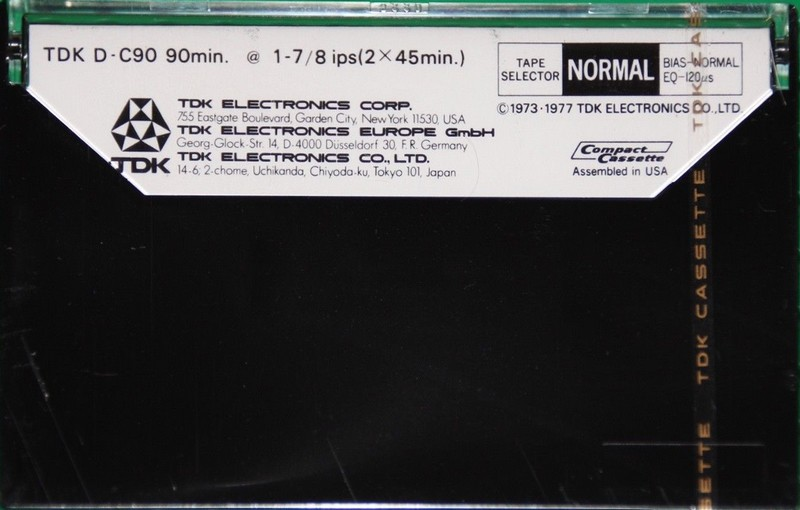 TDK D-C90 90min. @ 1-7/8 ips(2×45min.)
TAPE SELECTOR NORMAL BIAS-NORMAL
EQ-120µs
©1973·1977 TDK ELECTRONICS CO.,LTD.
TDK ELECTRONICS CORP.
755 Eastgate Boulevard, Garden City, New York 11530, USA
TDK ELECTRONICS EUROPE GmbH
Georg-Glock-Str. 14, D-4000 Düsseldorf 30, F.R. Germany
TDK ELECTRONICS CO., LTD.
14-6, 2-chome, Uchikanda, Chiyoda-ku, Tokyo 101, Japan
TDK
Compact
Cassette
Assembled in USA
TDK CASSETTE